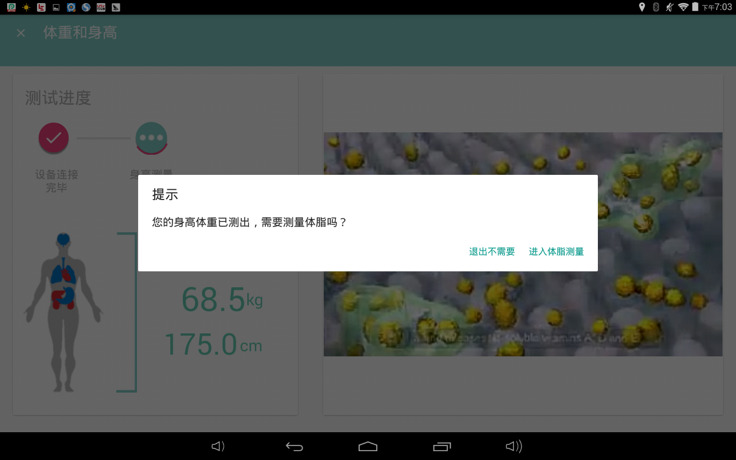 下午7:03
体重和身高
测试进度
设备连接
完毕
提示
您的身高体重已测出，需要测量体脂吗？
退出不需要
进入体脂测量
68.5kg
175.0cm